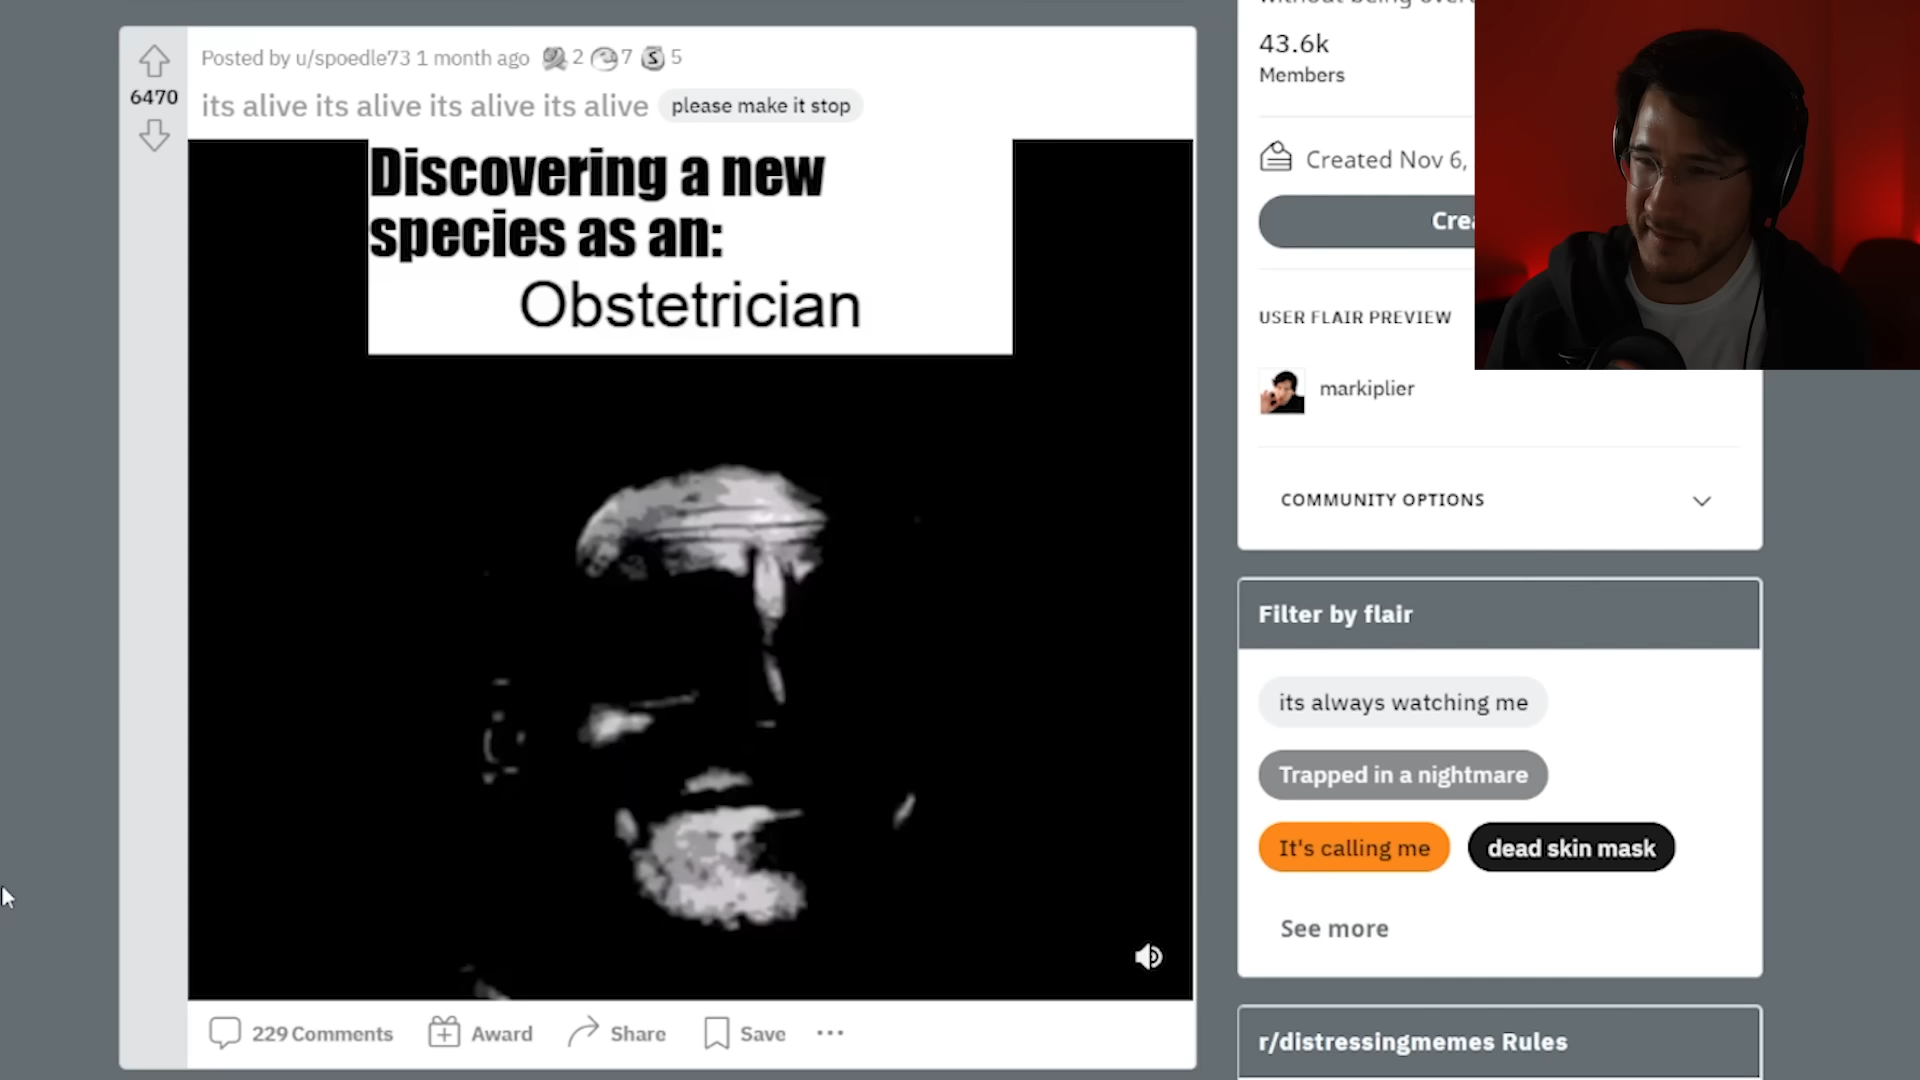 Posted by u/spoedle73 1 month ago 2 7 S 5
6470
its alive its alive its alive its alive please make it stop
Discovering a new
species as an:
Obstetrician
229 Comments Award Share Save
43.6k
Members
Created Nov 6,
USER FLAIR PREVIEW
markiplier
COMMUNITY OPTIONS
Filter by flair
its always watching me
Trapped in a nightmare
It's calling me dead skin mask
See more
r/distressingmemes Rules